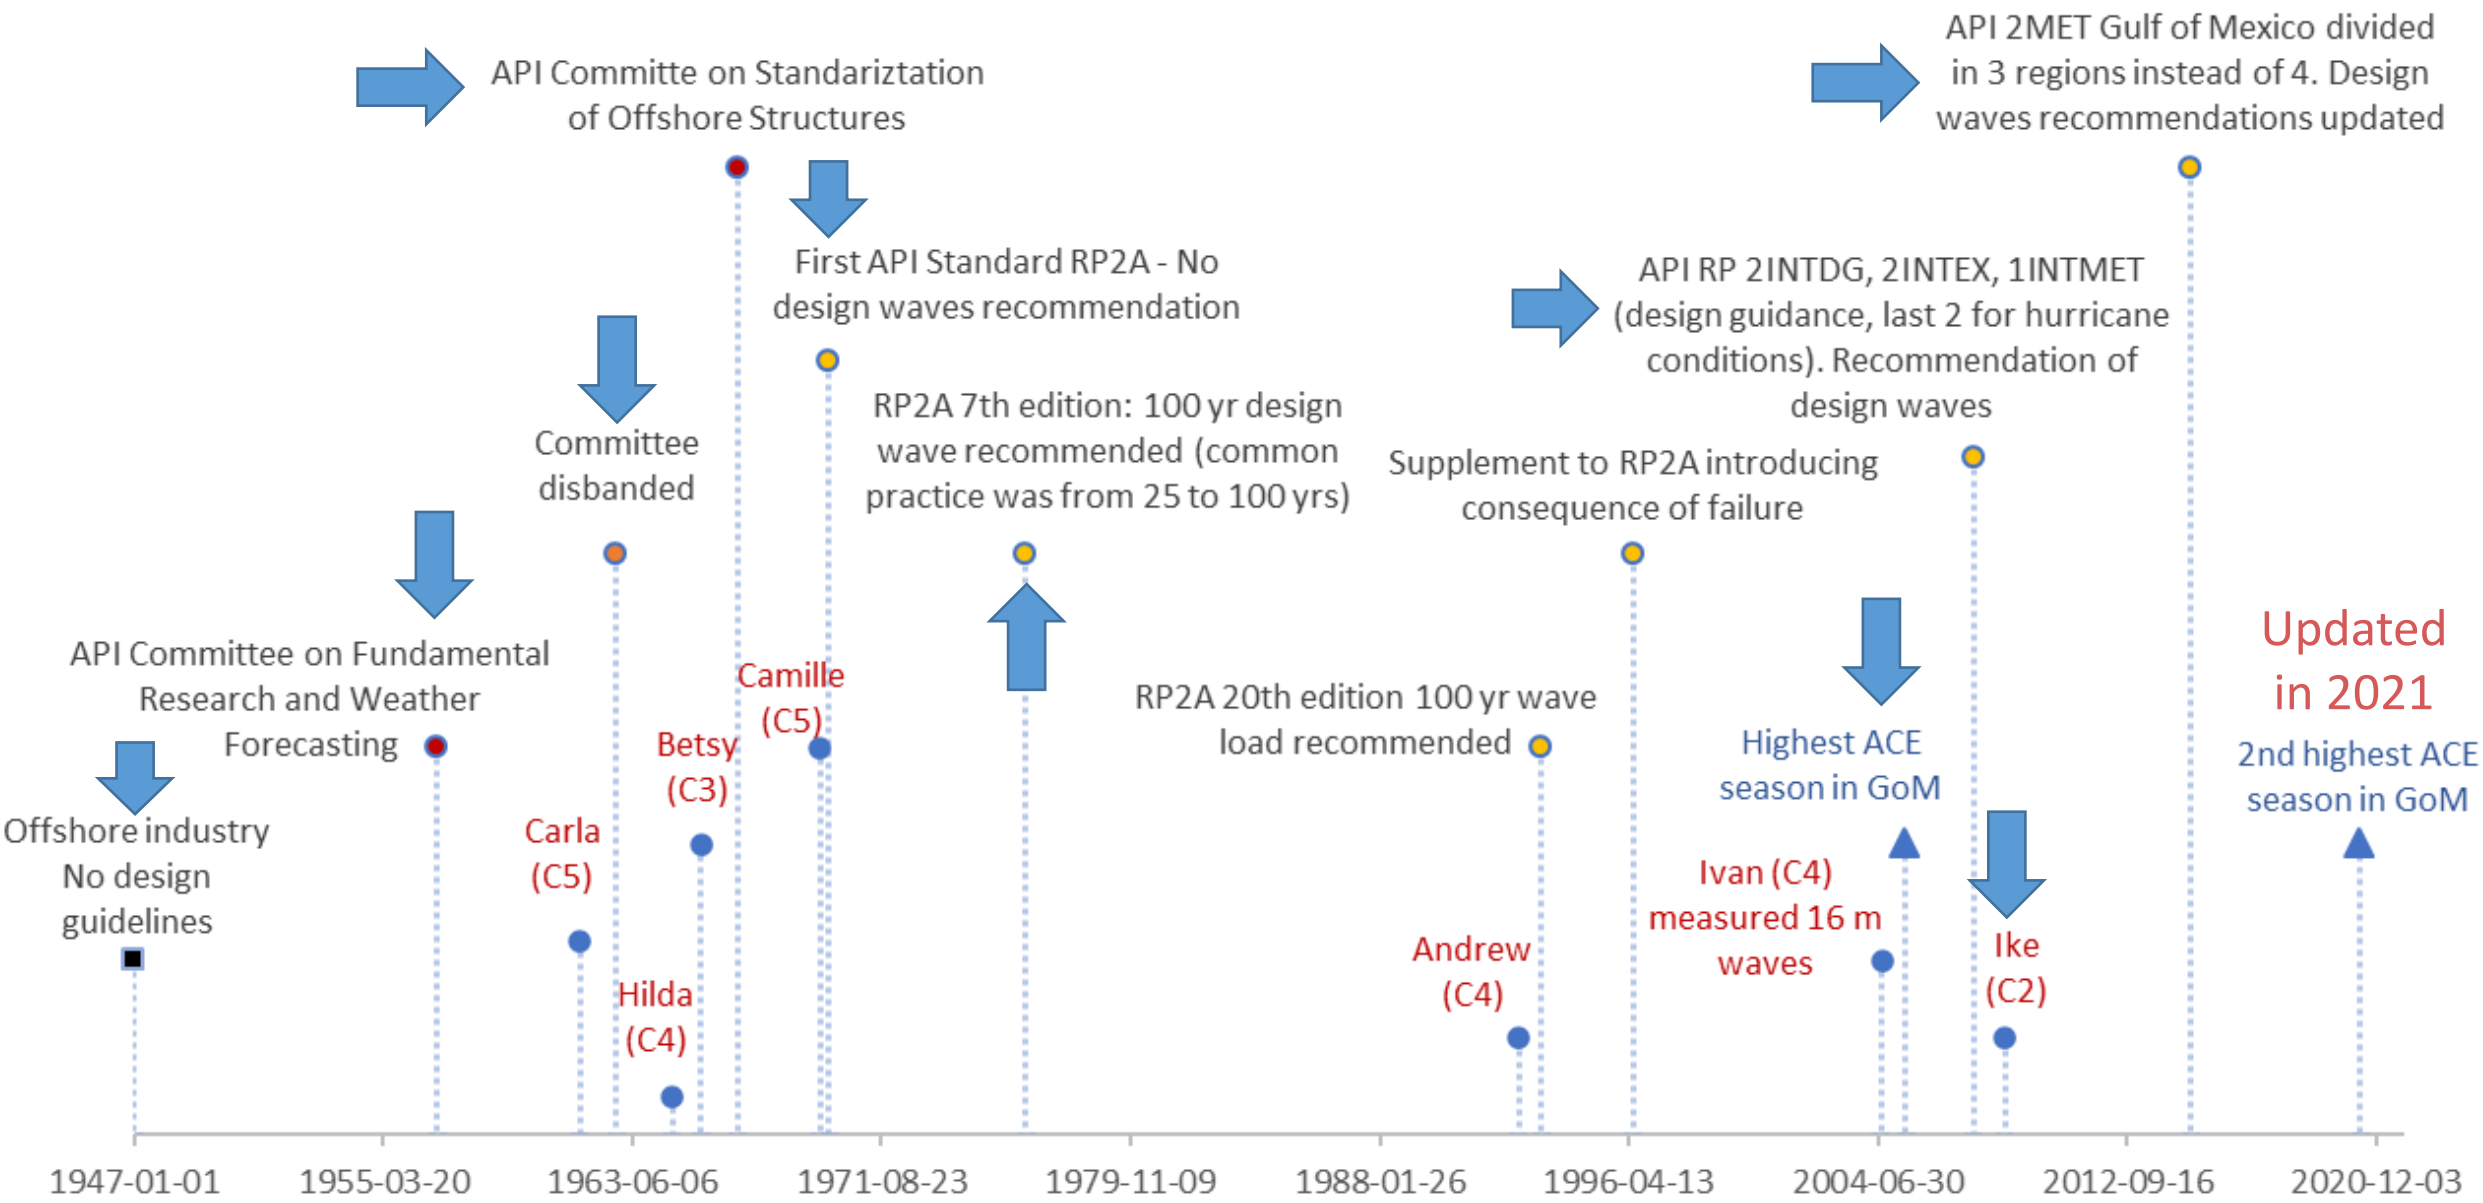 API Committe on Standariztation
of Offshore Structures
API 2MET Gulf of Mexico divided
in 3 regions instead of 4. Design
waves recommendations updated
First API Standard RP2A - No
design waves recommendation
API RP 2INTDG, 2INTEX, 1INTMET
(design guidance, last 2 for hurricane
conditions). Recommendation of
design waves
Committee
disbanded
RP2A 7th edition: 100 yr design
wave recommended (common
practice was from 25 to 100 yrs)
Supplement to RP2A introducing
consequence of failure
API Committee on Fundamental
Research and Weather
Forecasting
Camille
(C5)
Betsy
(C3)
RP2A 20th edition 100 yr wave
load recommended
Highest ACE
season in GoM
Updated
in 2021
2nd highest ACE
season in GoM
Offshore industry
No design
guidelines
Carla
(C5)
Hilda
(C4)
Andrew
(C4)
Ivan (C4)
measured 16 m
waves
Ike
(C2)
1947-01-01
1955-03-20
1963-06-06
1971-08-23
1979-11-09
1988-01-26
1996-04-13
2004-06-30
2012-09-16
2020-12-03